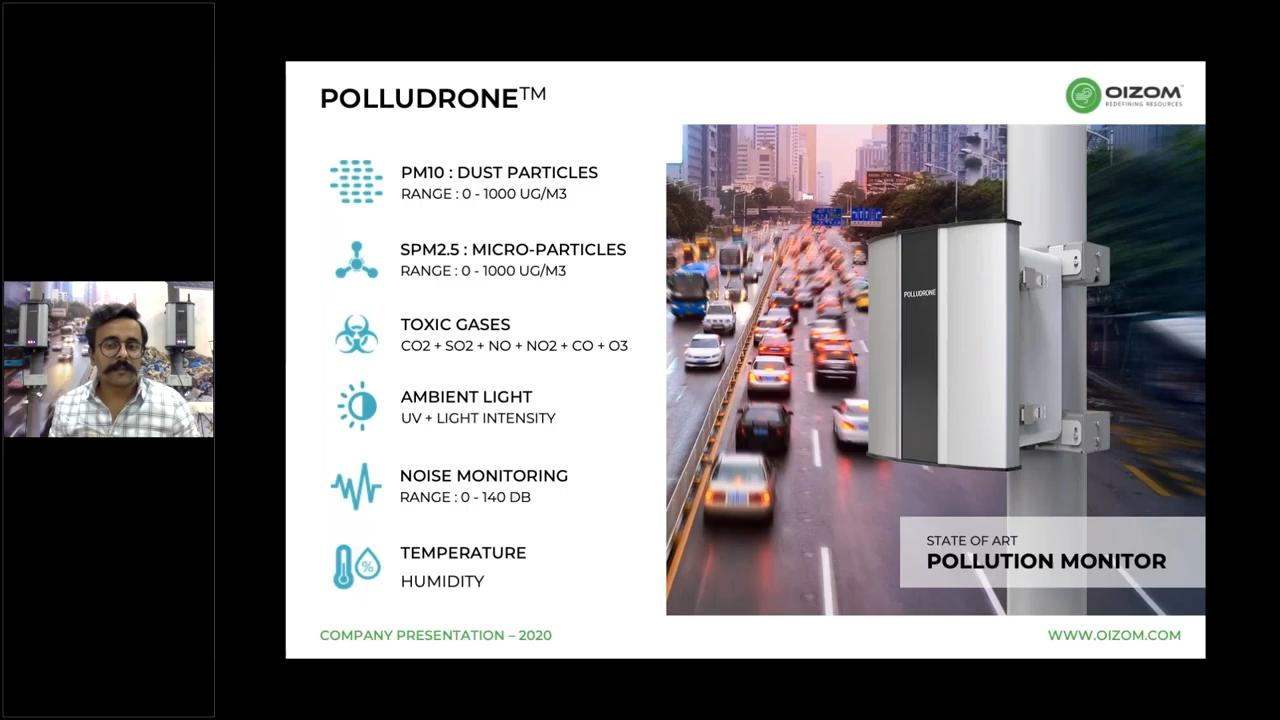 POLLUDRONE™
OIZOM™
REDEFINING RESOURCES
PM10 : DUST PARTICLES
RANGE : 0 - 1000 UG/M3
SPM2.5 : MICRO-PARTICLES
RANGE : 0 - 1000 UG/M3
TOXIC GASES
CO2 + SO2 + NO + NO2 + CO + O3
AMBIENT LIGHT
UV + LIGHT INTENSITY
NOISE MONITORING
RANGE : 0 - 140 DB
%
TEMPERATURE
HUMIDITY
POLLUDRONE
STATE OF ART
POLLUTION MONITOR
COMPANY PRESENTATION – 2020
WWW.OIZOM.COM